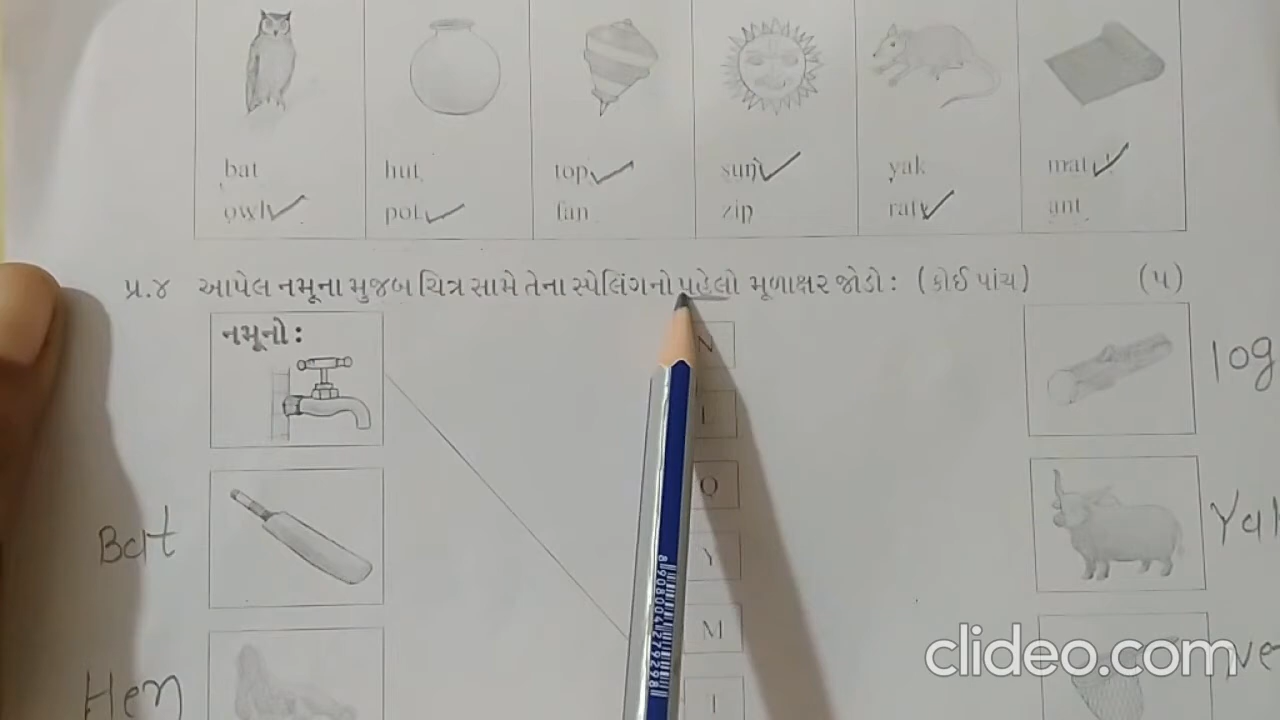 bat hut top sun yak mat
owl pot fan zip rat ant
પ્ર.૪ આપેલ નમૂના મુજબ ચિત્ર સામે તેના સ્પેલિંગનો પહેલો મૂળાક્ષર જોડો : (કોઈ પાંચ) (૫)
નમૂનો :
N
log
Q
Bat
Y
M
Hen
clideo.com
8908004279298